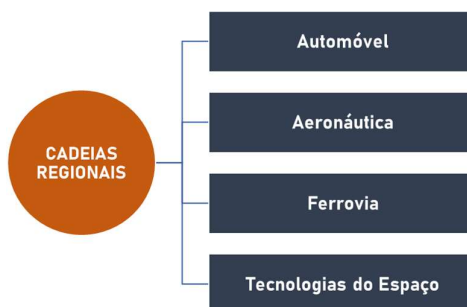 CADEIAS
REGIONAIS
Automóvel
Aeronáutica
Ferrovia
Tecnologias do Espaço